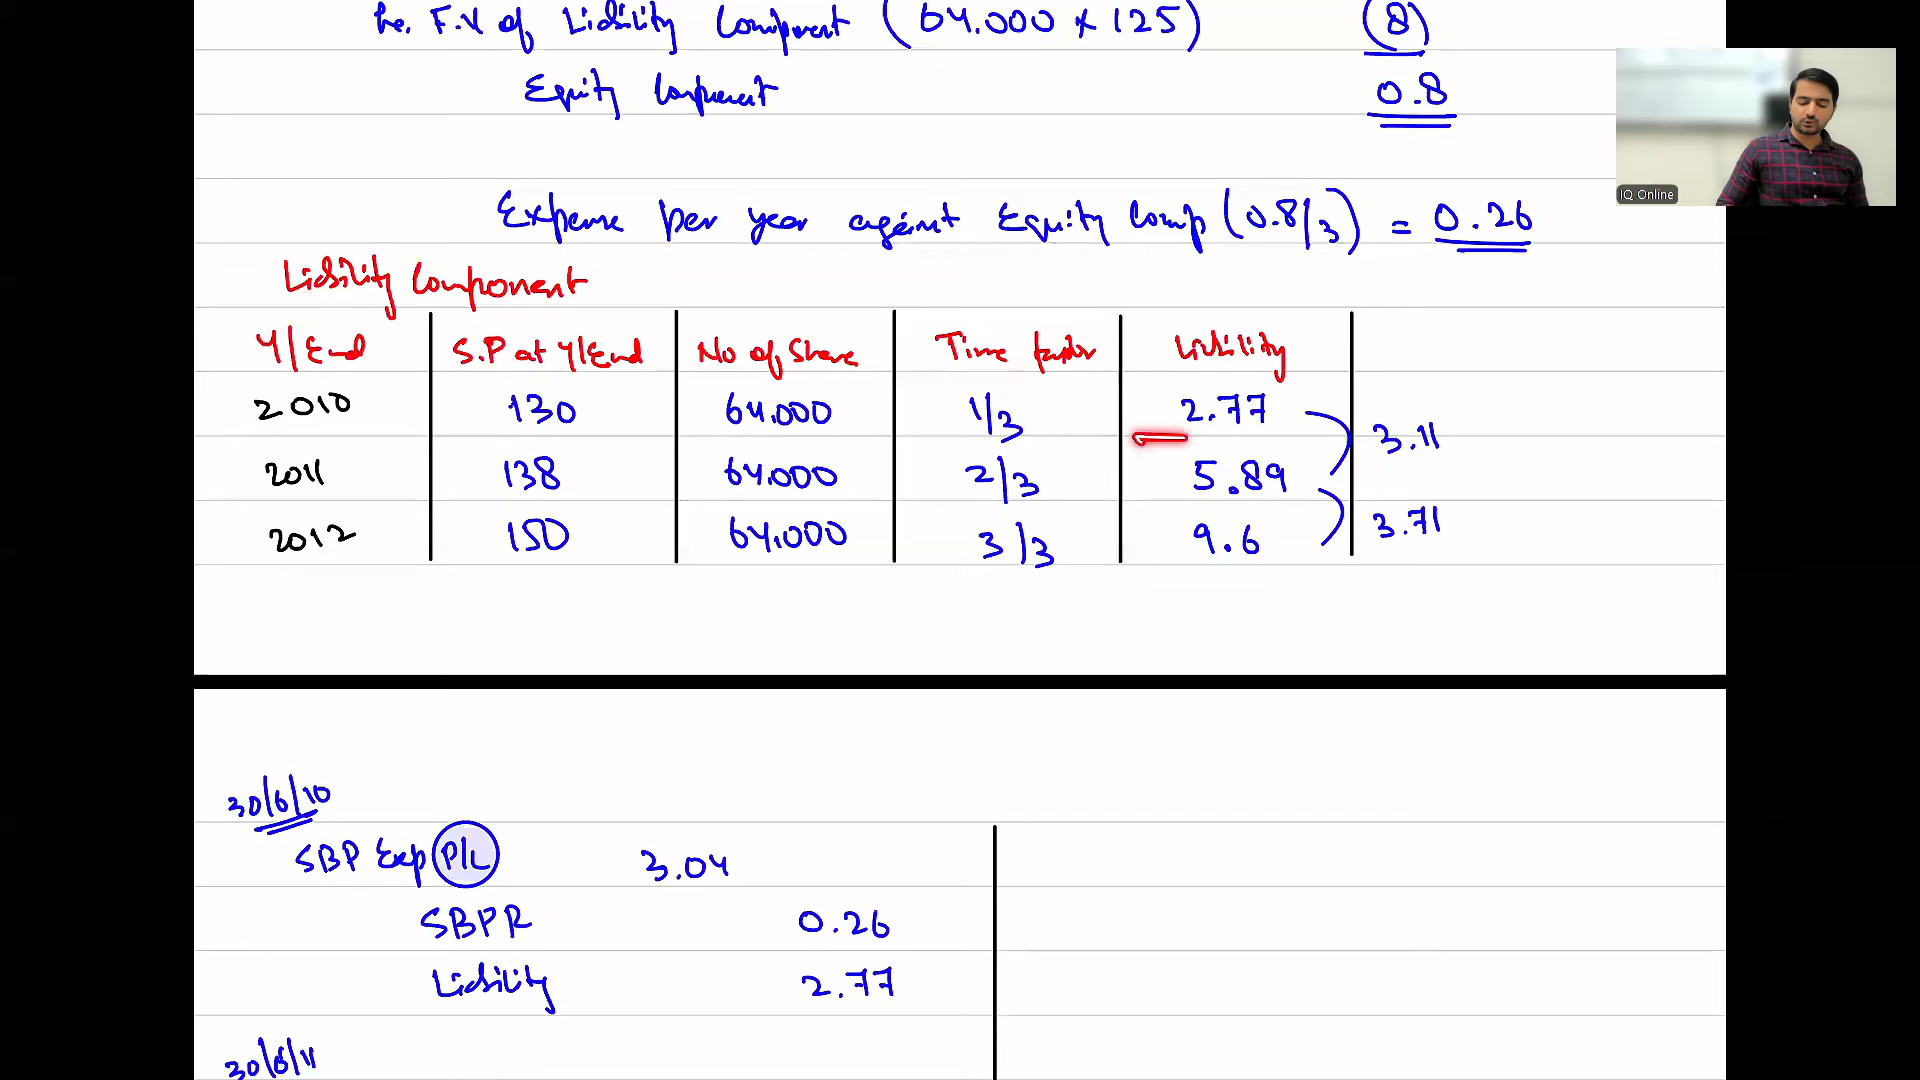 Le. F.V of Liability Component (64.000 × 125) (8)
Equity Component 0.8
IQ Online
Expense per year against Equity Comp (0.8/3) = 0.26
Liability Component
Y/End S.P at Y/End No of Share Time factor Liability
2010 130 64.000 1/3 2.77
3.11
2011 138 64.000 2/3 5.89
3.71
2012 150 64.000 3/3 9.6
30/6/10
SBP Exp P/L 3.04
SBPR 0.26
Liability 2.77
30/6/11